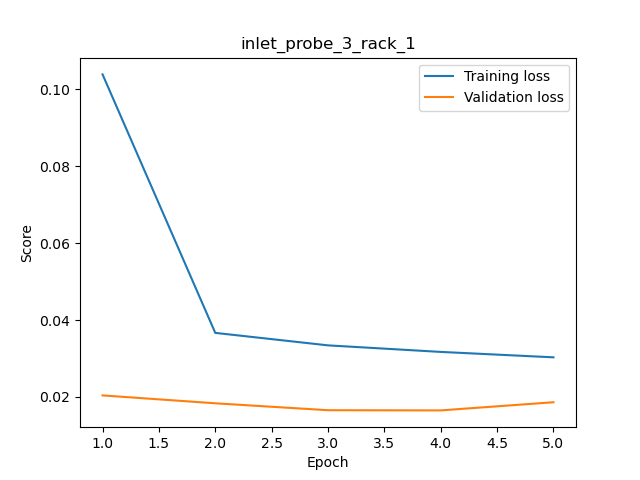 inlet_probe_3_rack_1
Training loss
Validation loss
0.10
0.08
0.06
0.04
0.02
Score
1.0 1.5 2.0 2.5 3.0 3.5 4.0 4.5 5.0
Epoch